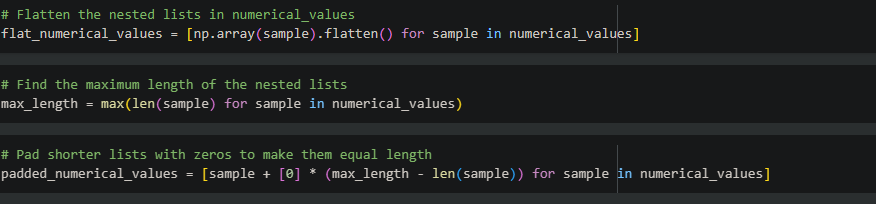 # Flatten the nested lists in numerical_values
flat_numerical_values = [np.array(sample).flatten() for sample in numerical_values]
# Find the maximum length of the nested lists
max_length = max(len(sample) for sample in numerical_values)
# Pad shorter lists with zeros to make them equal length
padded_numerical_values = [sample + [0] * (max_length - len(sample)) for sample in numerical_values]